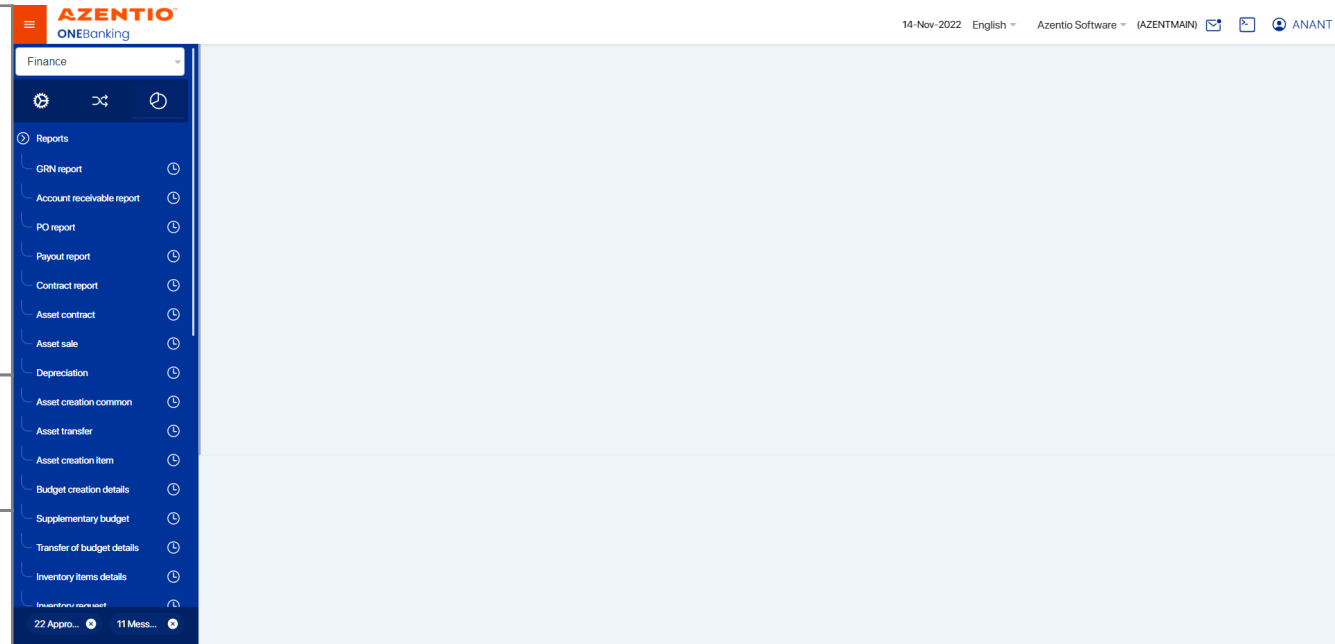 AZENTIO
ONEBanking
14-Nov-2022 English Azentio Software (AZENTMAIN) ANANT
Finance
Reports
GRN report
Account receivable report
PO report
Payout report
Contract report
Asset contract
Asset sale
Depreciation
Asset creation common
Asset transfer
Asset creation item
Budget creation details
Supplementary budget
Transfer of budget details
Inventory items details
Inventory request
22 Appro... 11 Mess...